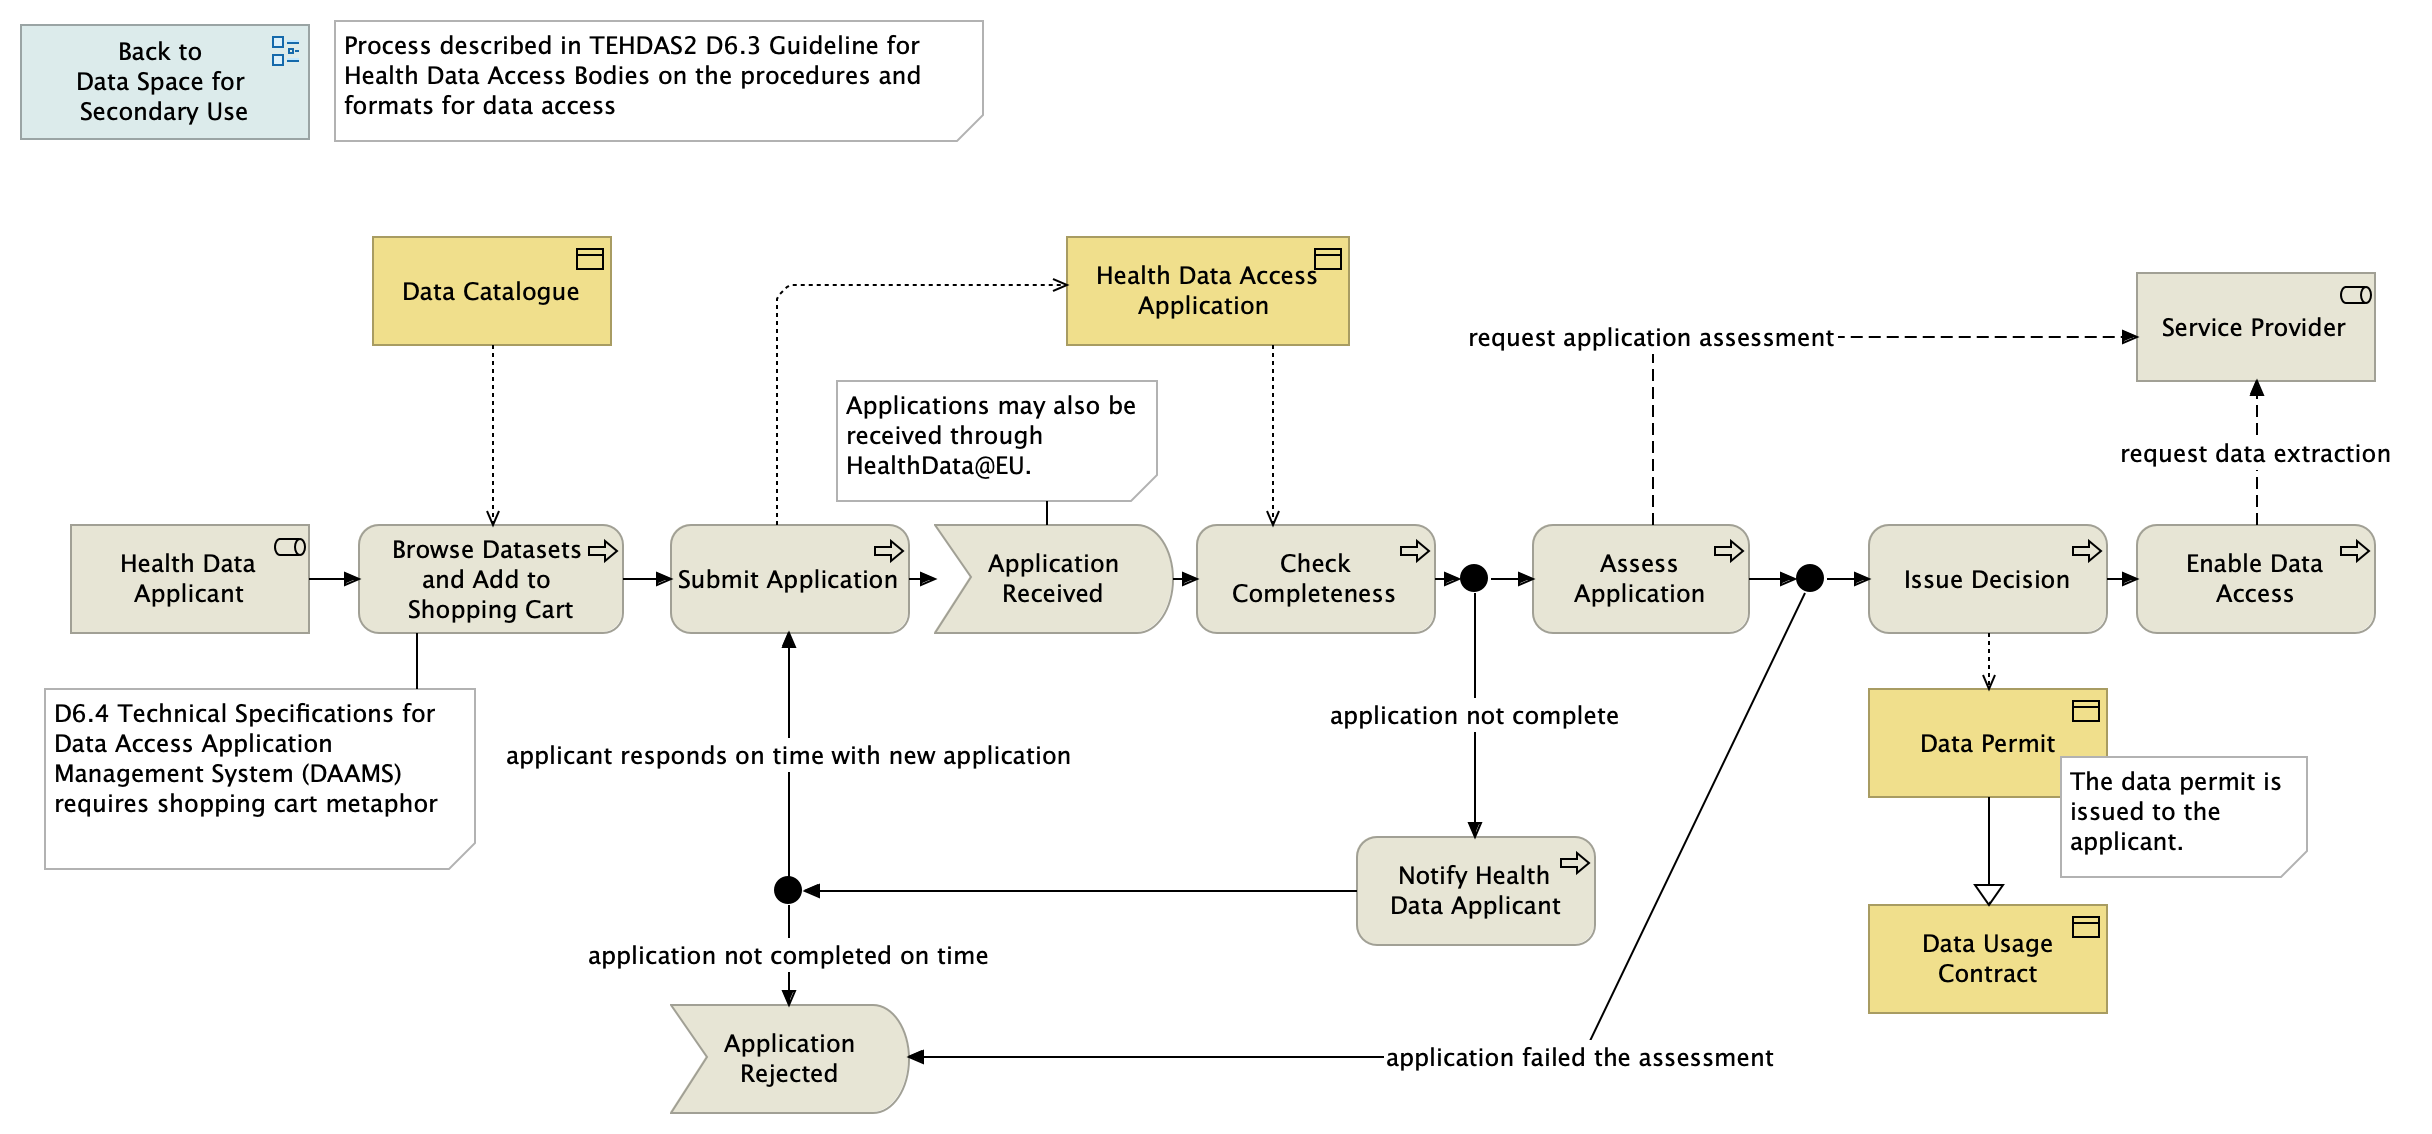 Back to
Data Space for
Secondary Use
Process described in TEHDAS2 D6.3 Guideline for
Health Data Access Bodies on the procedures and
formats for data access
Data Catalogue
Health Data Access
Application
Service Provider
request application assessment
Applications may also be
received through
HealthData@EU.
request data extraction
Health Data
Applicant
Browse Datasets
and Add to
Shopping Cart
Submit Application
Application
Received
Check
Completeness
Assess
Application
Issue Decision
Enable Data
Access
D6.4 Technical Specifications for
Data Access Application
Management System (DAAMS)
requires shopping cart metaphor
applicant responds on time with new application
application not complete
Data Permit
The data permit is
issued to the
applicant.
Notify Health
Data Applicant
application not completed on time
Data Usage
Contract
Application
Rejected
application failed the assessment